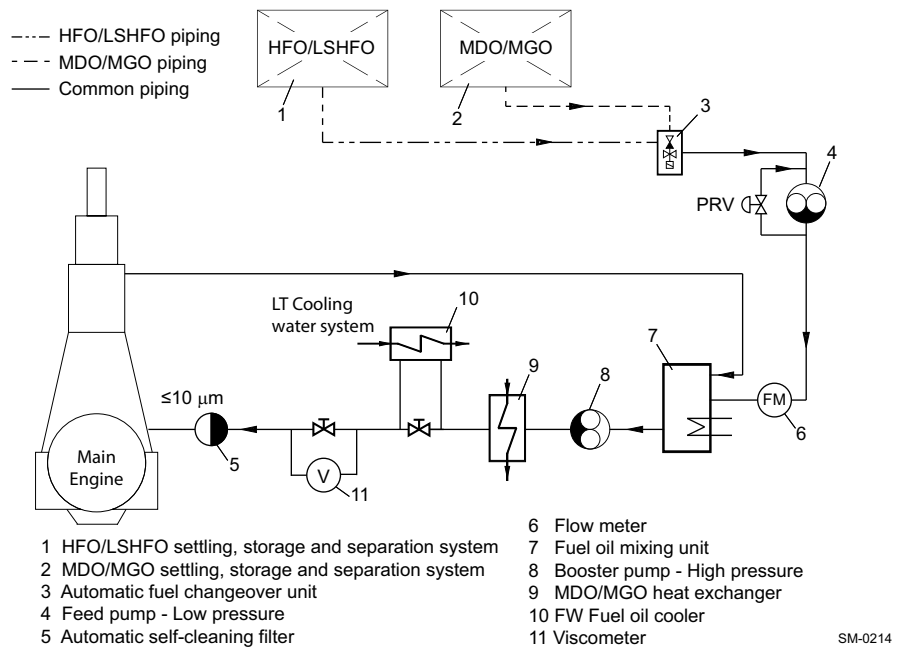 HFO/LSHFO piping
MDO/MGO piping
Common piping
HFO/LSHFO
MDO/MGO
1
2
3
4
PRV
LT Cooling
water system
10
9
8
7
FM
6
≤10 μm
5
V
11
Main
Engine
1 HFO/LSHFO settling, storage and separation system
2 MDO/MGO settling, storage and separation system
3 Automatic fuel changeover unit
4 Feed pump - Low pressure
5 Automatic self-cleaning filter
6 Flow meter
7 Fuel oil mixing unit
8 Booster pump - High pressure
9 MDO/MGO heat exchanger
10 FW Fuel oil cooler
11 Viscometer
SM-0214